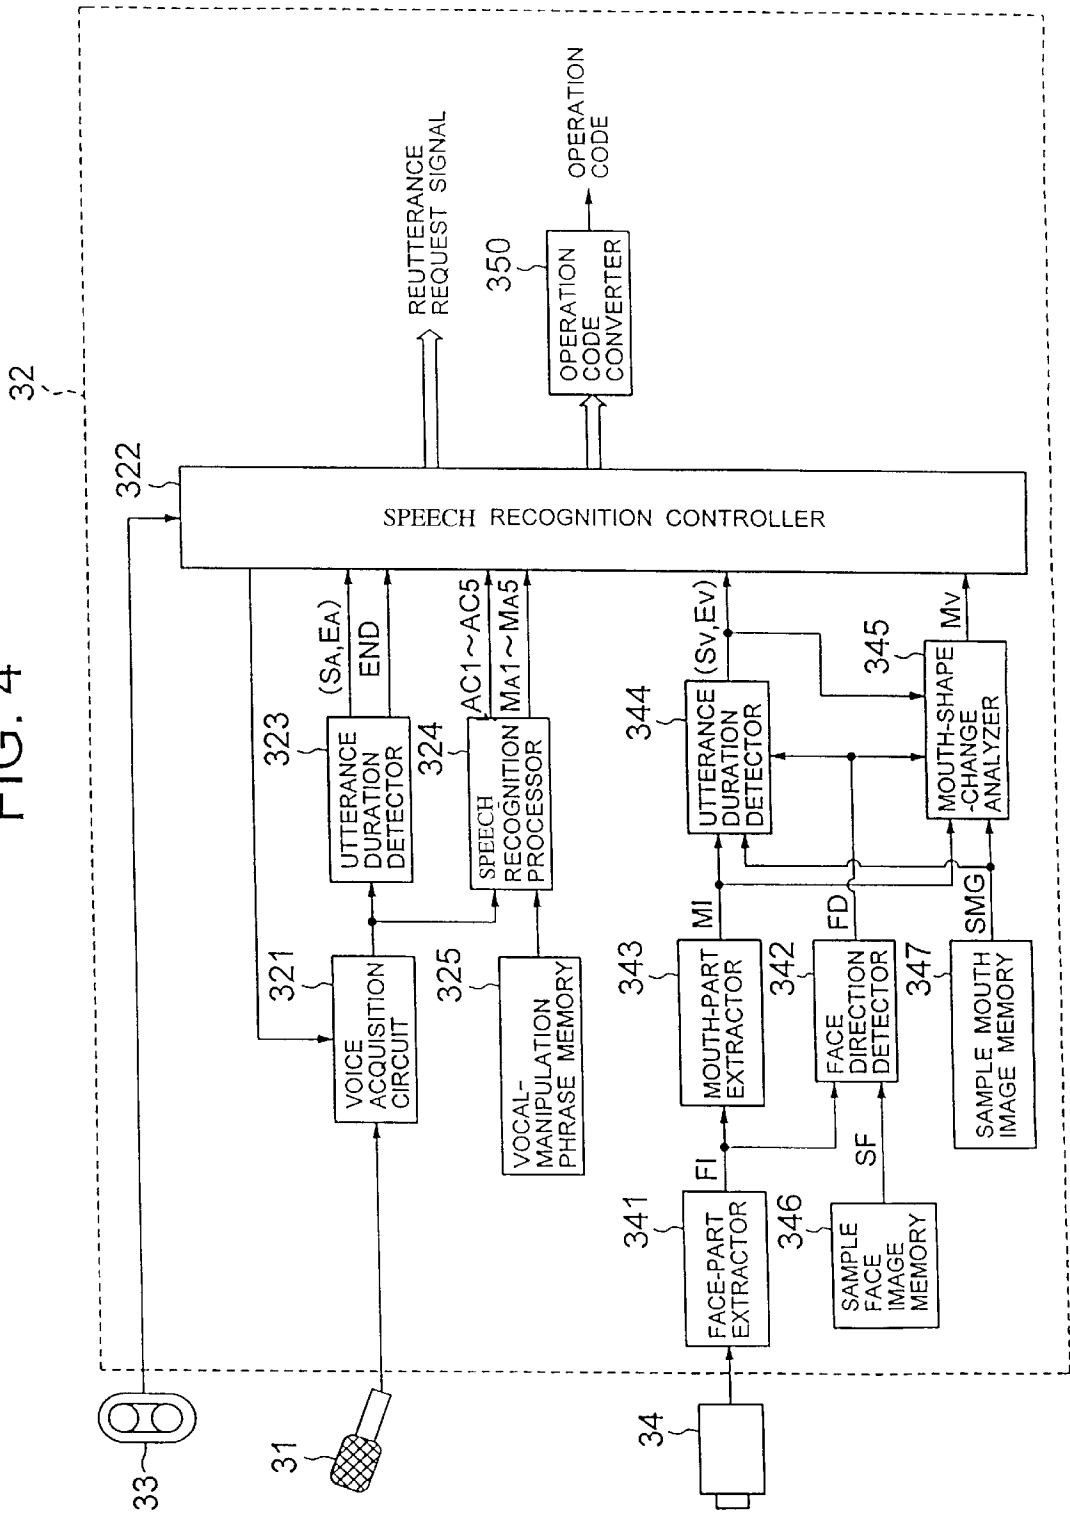 FIG. 4
32
33
31
34
322
SPEECH RECOGNITION CONTROLLER
REUTTERANCE
REQUEST SIGNAL
350
OPERATION
CODE
CONVERTER
OPERATION
CODE
321
VOICE
ACQUISITION
CIRCUIT
323
UTTERANCE
DURATION
DETECTOR
(SA,EA)
END
324
SPEECH
RECOGNITION
PROCESSOR
AC1~AC5
MA1~MA5
325
VOCAL-
MANIPULATION
PHRASE MEMORY
341
FACE-PART
EXTRACTOR
FI
343
MOUTH-PART
EXTRACTOR
MI
344
UTTERANCE
DURATION
DETECTOR
(SV,EV)
346
SAMPLE
FACE
IMAGE
MEMORY
SF
342
FACE
DIRECTION
DETECTOR
FD
345
MOUTH-SHAPE
-CHANGE
ANALYZER
MV
347
SAMPLE MOUTH
IMAGE MEMORY
SMG